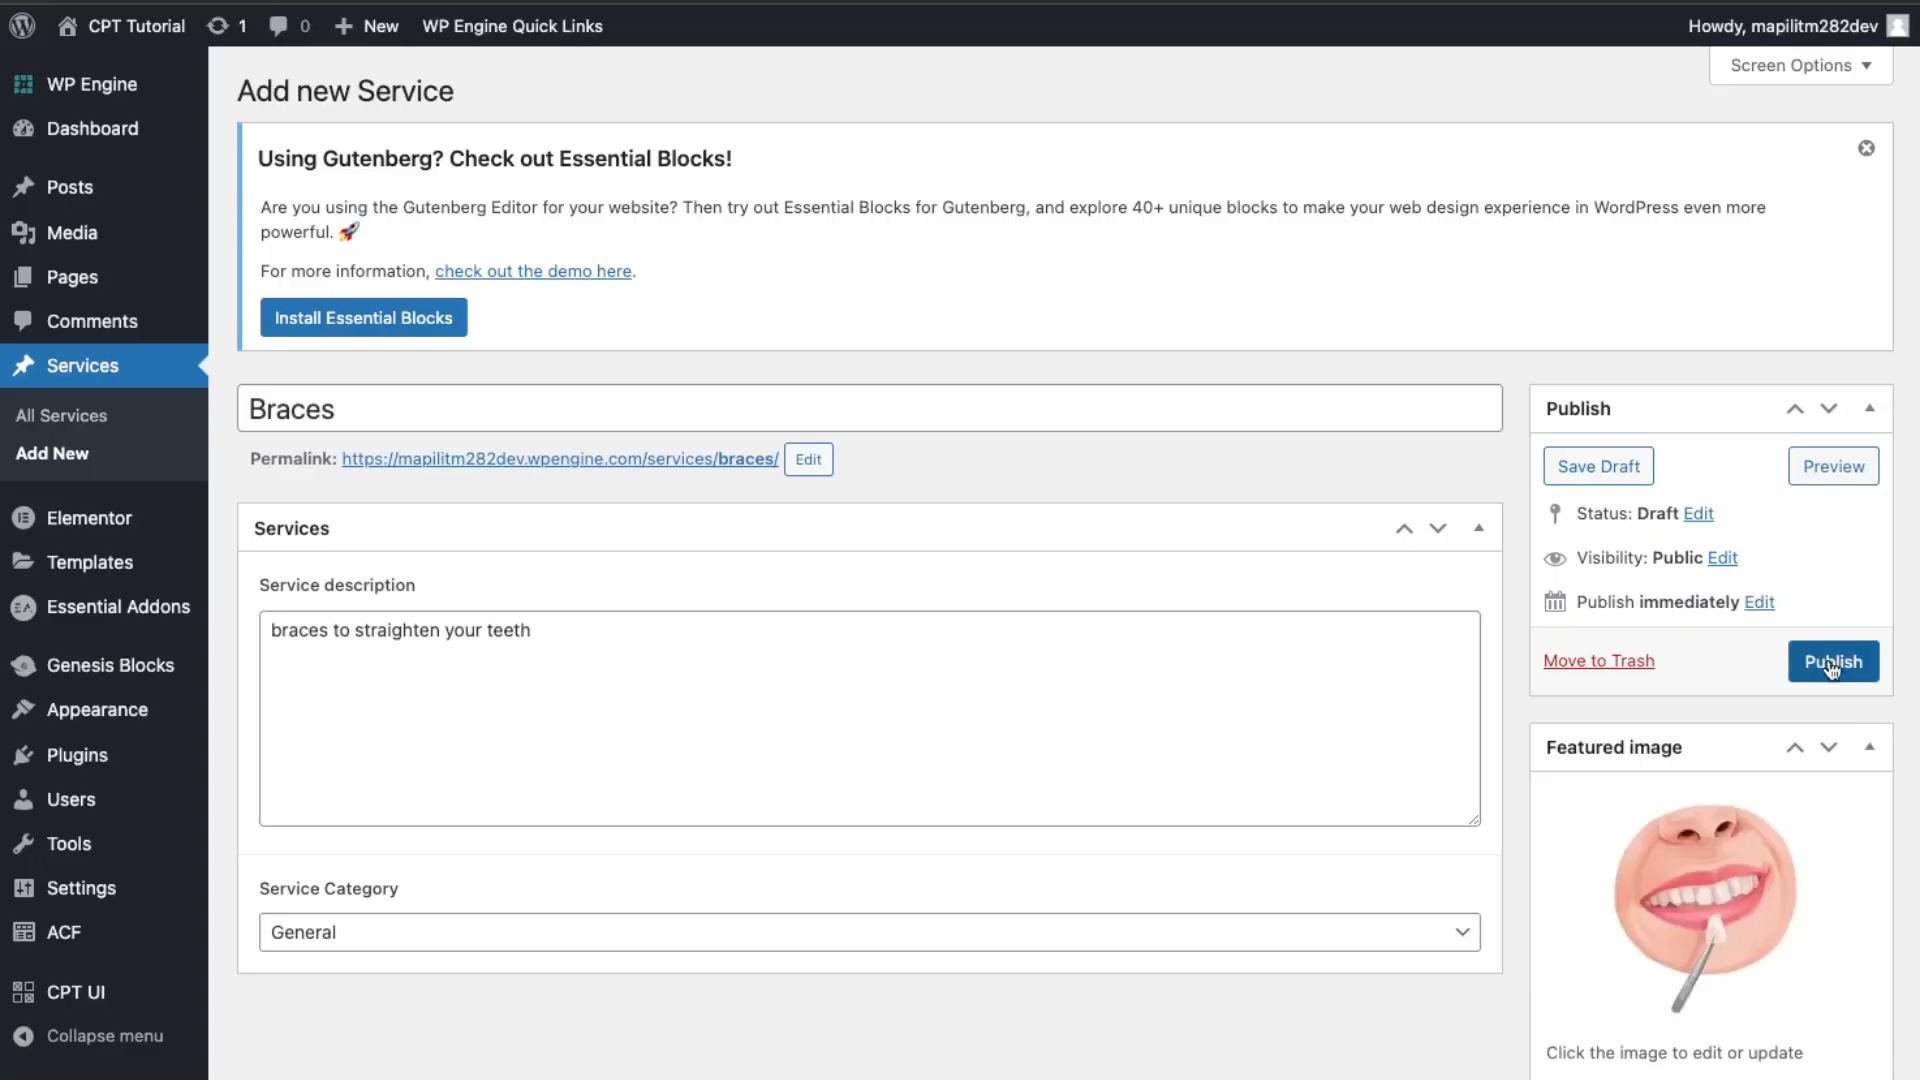 CPT Tutorial
1
0
New
WP Engine Quick Links
Howdy, mapilitm282dev
WP Engine
Dashboard
Posts
Media
Pages
Comments
Services
All Services
Add New
Elementor
Templates
EA Essential Addons
Genesis Blocks
Appearance
Plugins
Users
Tools
Settings
ACF
CPT UI
Collapse menu
Screen Options
Add new Service
Using Gutenberg? Check out Essential Blocks!
Are you using the Gutenberg Editor for your website? Then try out Essential Blocks for Gutenberg, and explore 40+ unique blocks to make your web design experience in WordPress even more
powerful. 🚀
For more information, check out the demo here.
Install Essential Blocks
Braces
Permalink: https://mapilitm282dev.wpengine.com/services/braces/ Edit
Services
Service description
braces to straighten your teeth
Service Category
General
Publish
Save Draft
Preview
Status: Draft Edit
Visibility: Public Edit
Publish immediately Edit
Move to Trash
Publish
Featured image
Click the image to edit or update